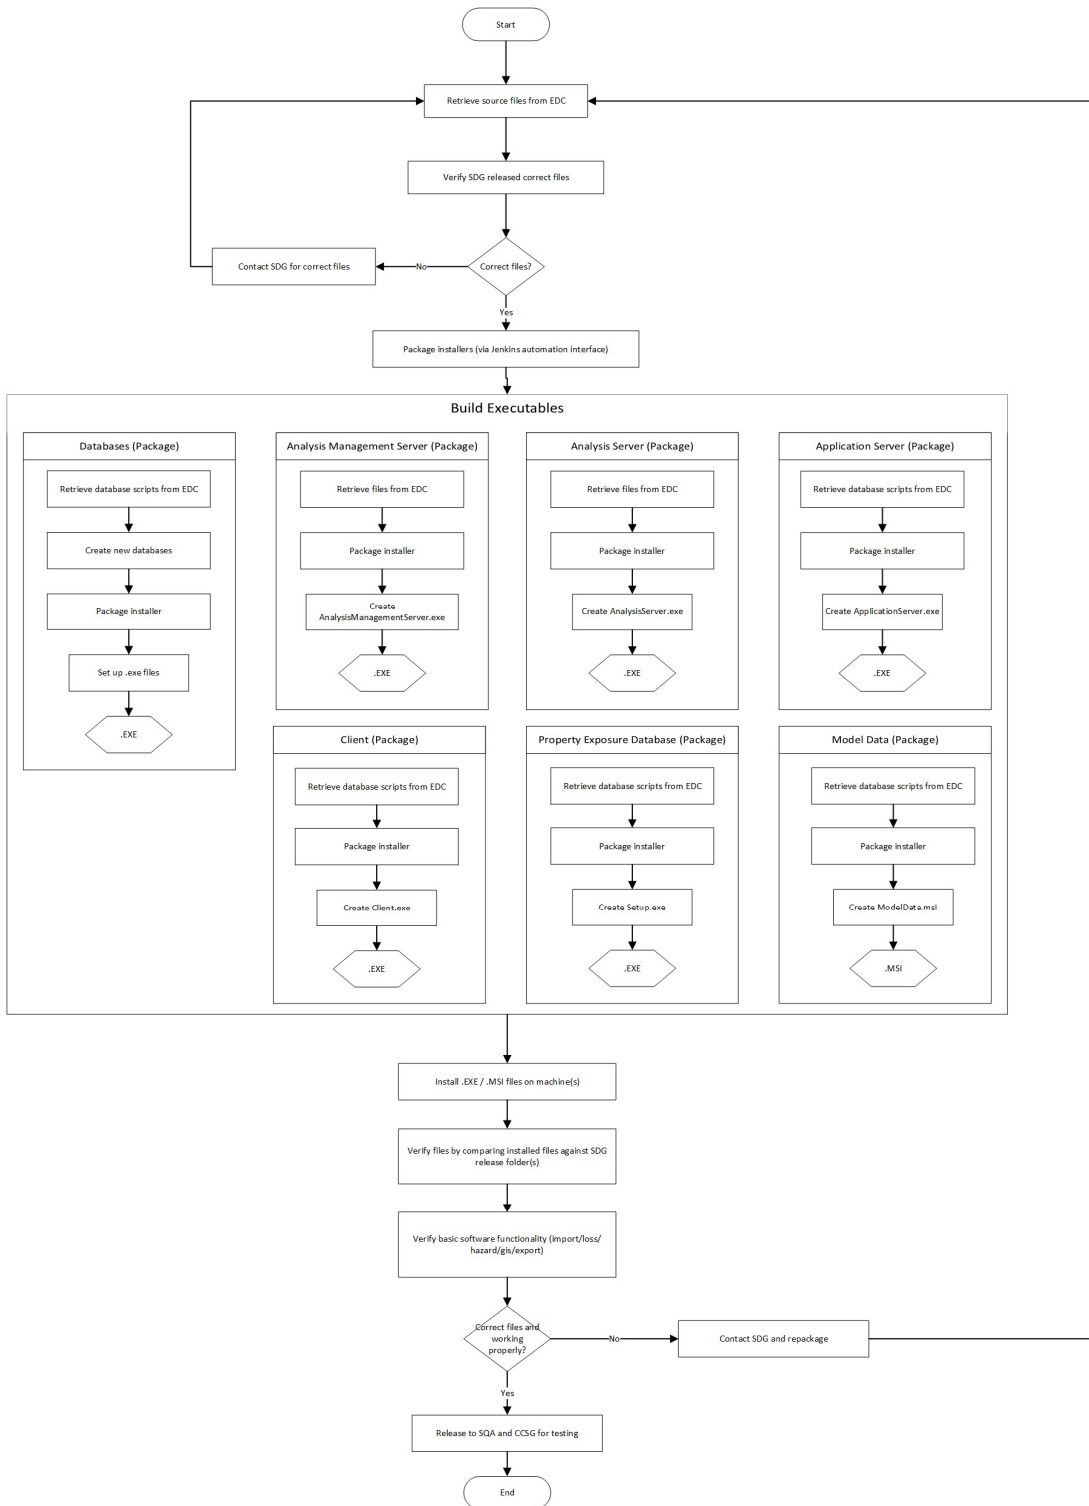 Start
Retrieve source files from EDC
Verify SDG released correct files
Correct files?
No
Contact SDG for correct files
Yes
Package installers (via Jenkins automation interface)
Build Executables
Databases (Package)
Retrieve database scripts from EDC
Create new databases
Package installer
Set up .exe files
.EXE
Analysis Management Server (Package)
Retrieve files from EDC
Package installer
Create
AnalysisManagementServer.exe
.EXE
Analysis Server (Package)
Retrieve files from EDC
Package installer
Create AnalysisServer.exe
.EXE
Application Server (Package)
Retrieve database scripts from EDC
Package installer
Create ApplicationServer.exe
.EXE
Client (Package)
Retrieve database scripts from EDC
Package installer
Create Client.exe
.EXE
Property Exposure Database (Package)
Retrieve database scripts from EDC
Package installer
Create Setup.exe
.EXE
Model Data (Package)
Retrieve database scripts from EDC
Package installer
Create ModelData.msi
.MSI
Install .EXE / .MSI files on machine(s)
Verify files by comparing installed files against SDG
release folder(s)
Verify basic software functionality (import/loss/
hazard/gis/export)
Correct files and
working
properly?
No
Contact SDG and repackage
Yes
Release to SQA and CCSG for testing
End